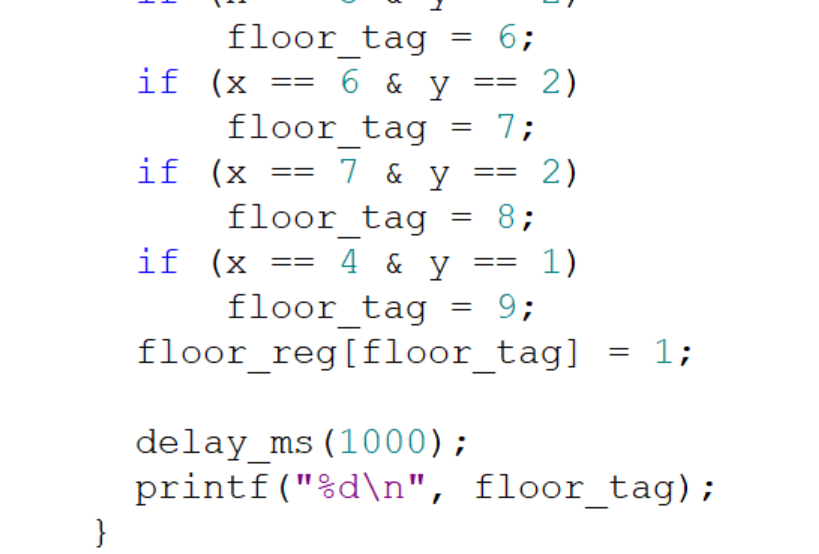 floor_tag = 6;
if (x == 6 & y == 2)
floor_tag = 7;
if (x == 7 & y == 2)
floor_tag = 8;
if (x == 4 & y == 1)
floor_tag = 9;
floor_reg[floor_tag] = 1;
delay_ms(1000);
printf("%d\n", floor_tag);
}